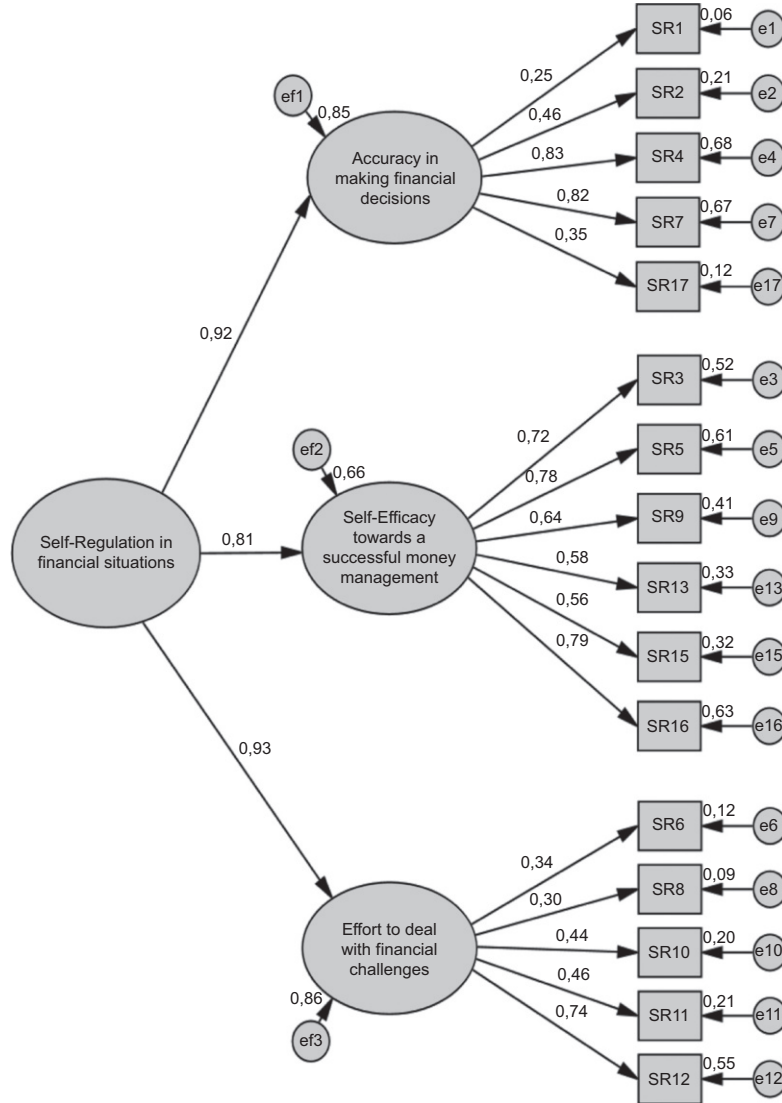 SR1
0,06
e1
0,25
ef1
0,85
SR2
0,21
e2
0,46
Accuracy in
making financial
decisions
0,83
SR4
0,68
e4
0,82
SR7
0,67
e7
0,35
SR17
0,12
e17
0,92
SR3
0,52
e3
0,72
ef2
0,66
SR5
0,61
e5
0,78
Self-Regulation in
financial situations
0,81
Self-Efficacy
towards a
successful money
management
0,64
SR9
0,41
e9
0,58
SR13
0,33
e13
0,56
SR15
0,32
e15
0,79
SR16
0,63
e16
0,93
SR6
0,12
e6
0,34
SR8
0,09
e8
0,30
Effort to deal
with financial
challenges
0,44
SR10
0,20
e10
0,46
SR11
0,21
e11
0,86
ef3
0,74
SR12
0,55
e12